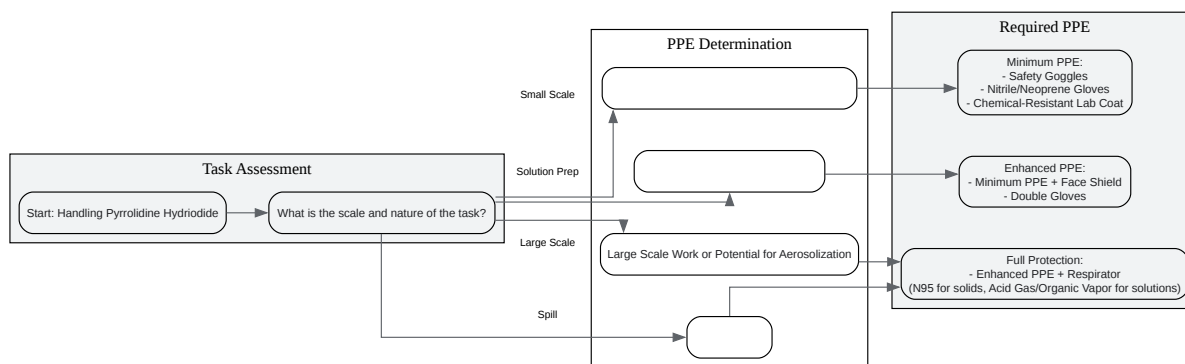 Task Assessment
Start: Handling Pyrrolidine Hydriodide
What is the scale and nature of the task?
Small Scale
Solution Prep
Large Scale
Spill
PPE Determination
Large Scale Work or Potential for Aerosolization
Required PPE
Minimum PPE:
- Safety Goggles
- Nitrile/Neoprene Gloves
- Chemical-Resistant Lab Coat
Enhanced PPE:
- Minimum PPE + Face Shield
- Double Gloves
Full Protection:
- Enhanced PPE + Respirator
(N95 for solids, Acid Gas/Organic Vapor for solutions)